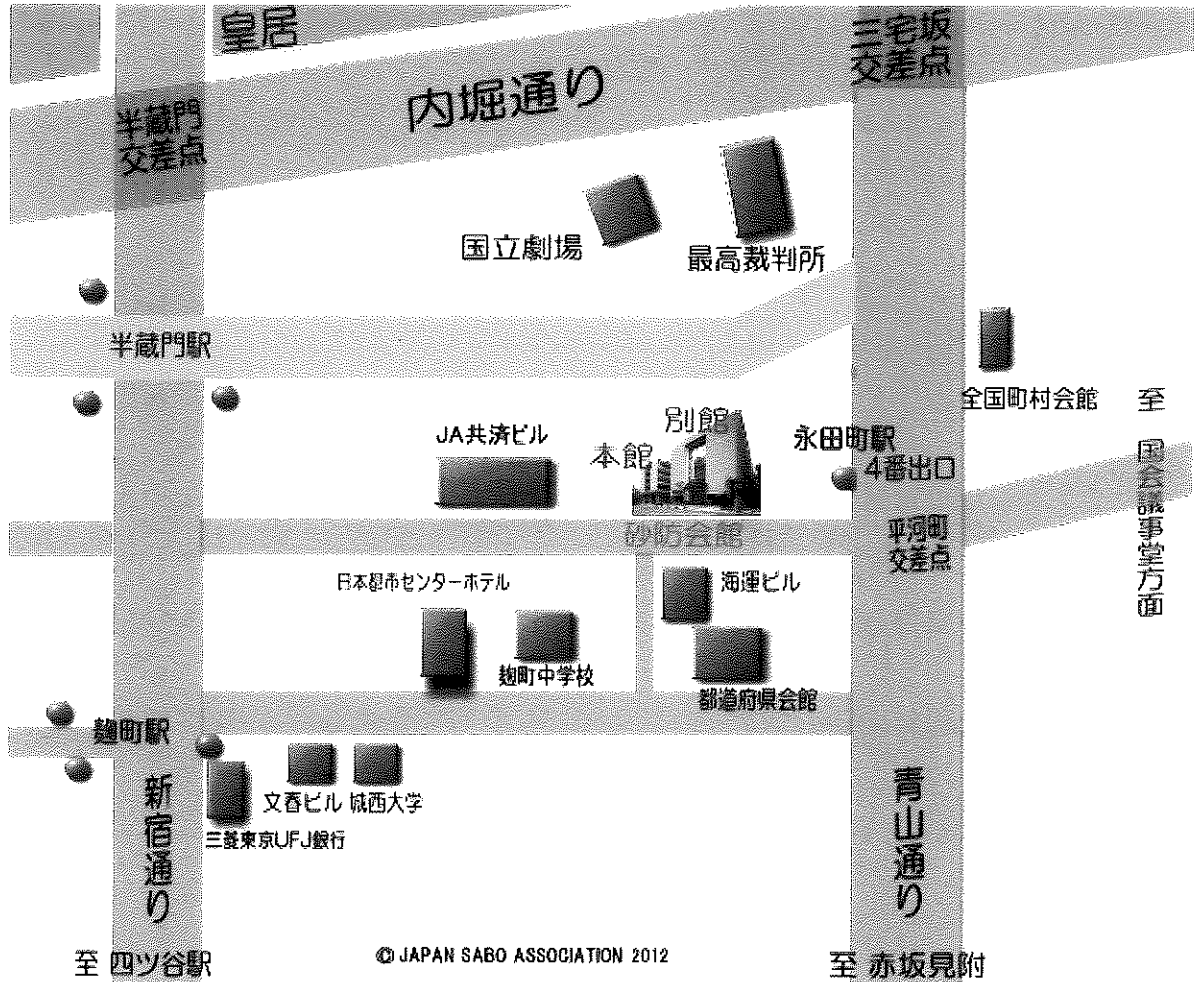 皇居
三宅坂
交差点
内堀通り
半蔵門
交差点
国立劇場
最高裁判所
半蔵門駅
全国町村会館
至 国会議事堂方面
JA共済ビル
別館
本館
永田町駅
4番出口
砂防会館
平河町
交差点
日本都市センターホテル
海運ビル
麹町中学校
都道府県会館
麹町駅
新宿通り
文春ビル
城西大学
三菱東京UFJ銀行
青山通り
至 四ツ谷駅
© JAPAN SABO ASSOCIATION 2012
至 赤坂見附